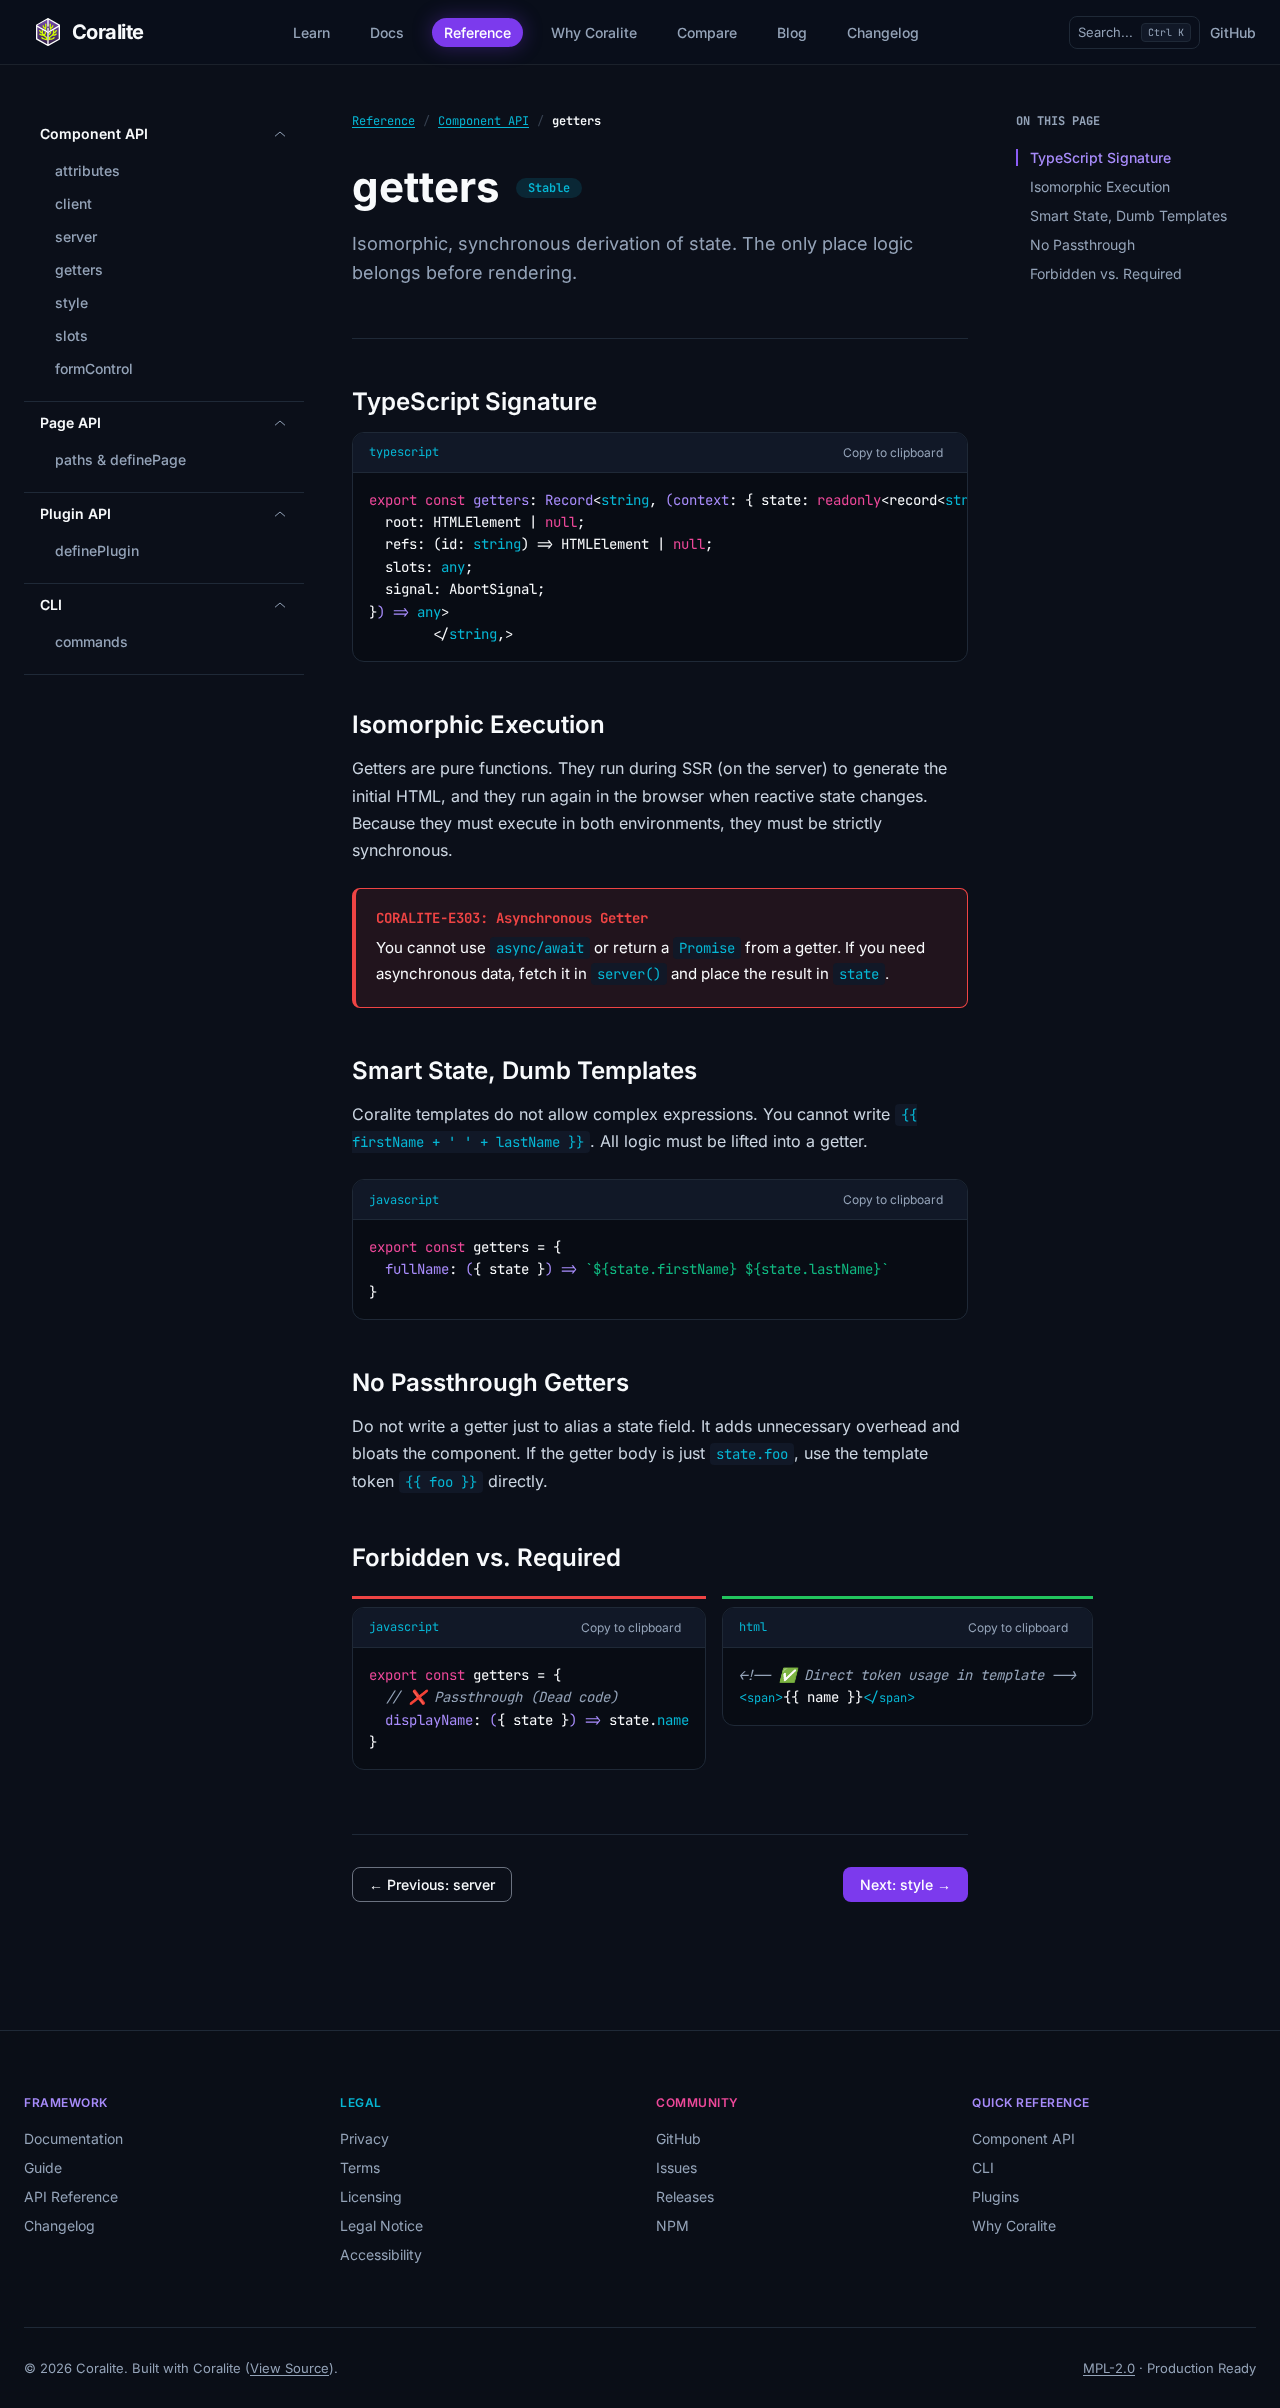 Coralite
Learn
Docs
Reference
Why Coralite
Compare
Blog
Changelog
Search...
Ctrl K
GitHub
Component API
attributes
client
server
getters
style
slots
formControl
Page API
paths & definePage
Plugin API
definePlugin
CLI
commands
Reference / Component API / getters
getters
Stable
Isomorphic, synchronous derivation of state. The only place logic
belongs before rendering.
TypeScript Signature
typescript
Copy to clipboard
export const getters: Record<string, (context: { state: readonly<record<str
root: HTMLElement | null;
refs: (id: string) => HTMLElement | null;
slots: any;
signal: AbortSignal;
}) => any>
</string,>
Isomorphic Execution
Getters are pure functions. They run during SSR (on the server) to generate the
initial HTML, and they run again in the browser when reactive state changes.
Because they must execute in both environments, they must be strictly
synchronous.
CORALITE-E303: Asynchronous Getter
You cannot use async/await or return a Promise from a getter. If you need
asynchronous data, fetch it in server() and place the result in state.
Smart State, Dumb Templates
Coralite templates do not allow complex expressions. You cannot write {{
firstName + ' ' + lastName }}. All logic must be lifted into a getter.
javascript
Copy to clipboard
export const getters = {
fullName: ({ state }) => `${state.firstName} ${state.lastName}`
}
No Passthrough Getters
Do not write a getter just to alias a state field. It adds unnecessary overhead and
bloats the component. If the getter body is just state.foo, use the template
token {{ foo }} directly.
Forbidden vs. Required
javascript
Copy to clipboard
export const getters = {
// ❌ Passthrough (Dead code)
displayName: ({ state }) => state.name
}
html
Copy to clipboard
<!-- ✅ Direct token usage in template -->
<span>{{ name }}</span>
← Previous: server
Next: style →
ON THIS PAGE
TypeScript Signature
Isomorphic Execution
Smart State, Dumb Templates
No Passthrough
Forbidden vs. Required
FRAMEWORK
Documentation
Guide
API Reference
Changelog
LEGAL
Privacy
Terms
Licensing
Legal Notice
Accessibility
COMMUNITY
GitHub
Issues
Releases
NPM
QUICK REFERENCE
Component API
CLI
Plugins
Why Coralite
© 2026 Coralite. Built with Coralite (View Source).
MPL-2.0 · Production Ready